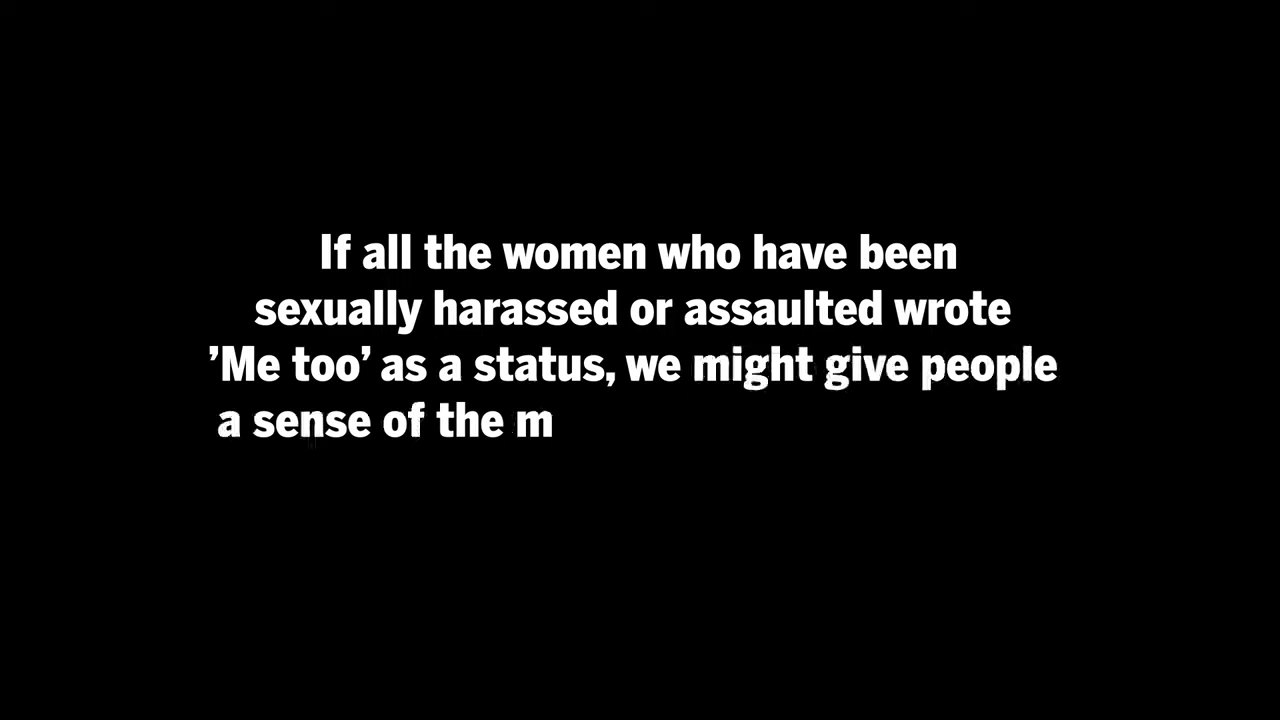 If all the women who have been
sexually harassed or assaulted wrote
’Me too’ as a status, we might give people
a sense of the m